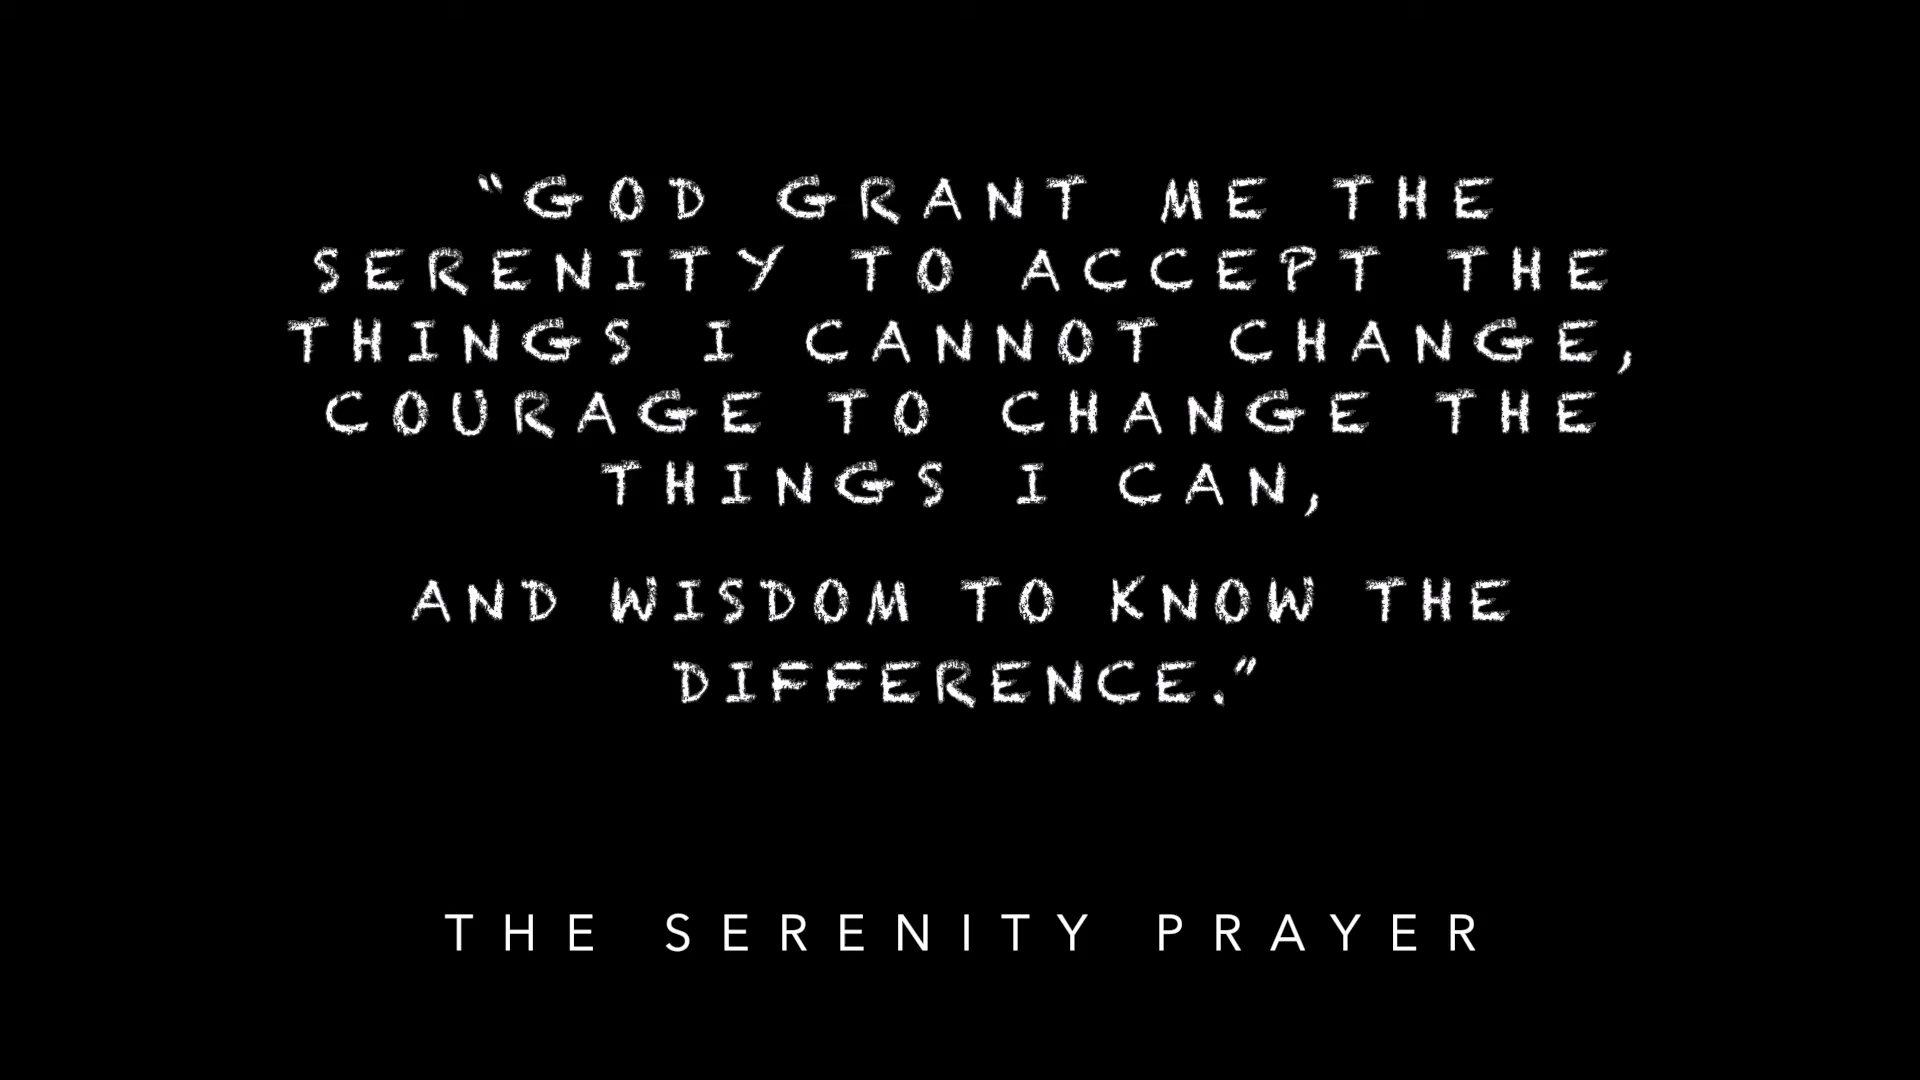 “GOD GRANT ME THE
SERENITY TO ACCEPT THE
THINGS I CANNOT CHANGE,
COURAGE TO CHANGE THE
THINGS I CAN,
AND WISDOM TO KNOW THE
DIFFERENCE.”
THE SERENITY PRAYER